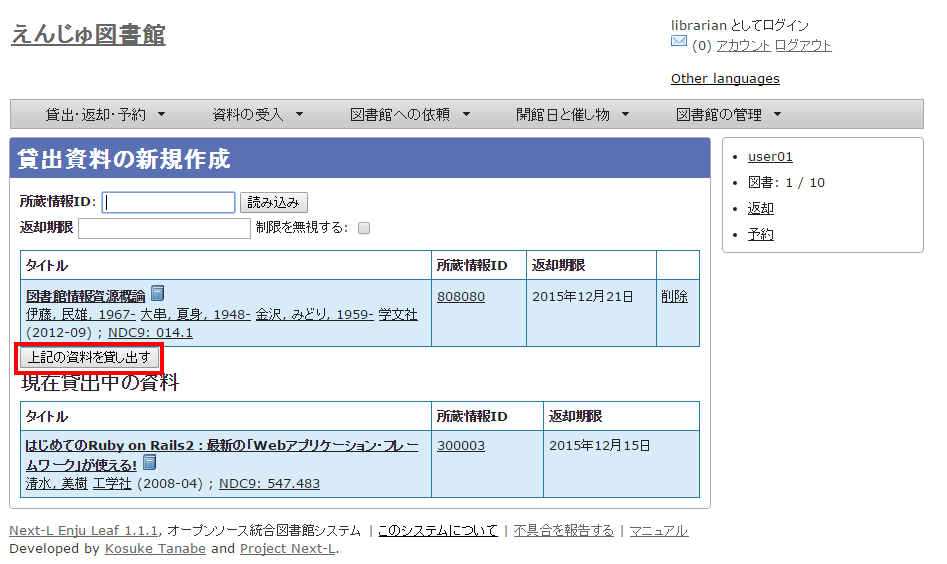 えんじゅ図書館
librarian としてログイン
(0) アカウント ログアウト
Other languages
貸出・返却・予約 ▼ 資料の受入 ▼ 図書館への依頼 ▼ 開館日と催し物 ▼ 図書館の管理 ▼
貸出資料の新規作成
所蔵情報ID: 読み込み
返却期限 制限を無視する:
タイトル 所蔵情報ID 返却期限
図書館情報資源概論 808080 2015年12月21日 削除
伊藤, 民雄, 1967- 大串, 夏身, 1948- 金沢, みどり, 1959- 学文社
(2012-09) ; NDC9: 014.1
上記の資料を貸し出す
現在貸出中の資料
タイトル 所蔵情報ID 返却期限
はじめてのRuby on Rails2 : 最新の「Webアプリケーション・フレー 300003 2015年12月15日
ムワーク」が使える!
清水, 美樹 工学社 (2008-04) ; NDC9: 547.483
• user01
• 図書: 1 / 10
• 返却
• 予約
Next-L Enju Leaf 1.1.1, オープンソース統合図書館システム | このシステムについて | 不具合を報告する | マニュアル
Developed by Kosuke Tanabe and Project Next-L.